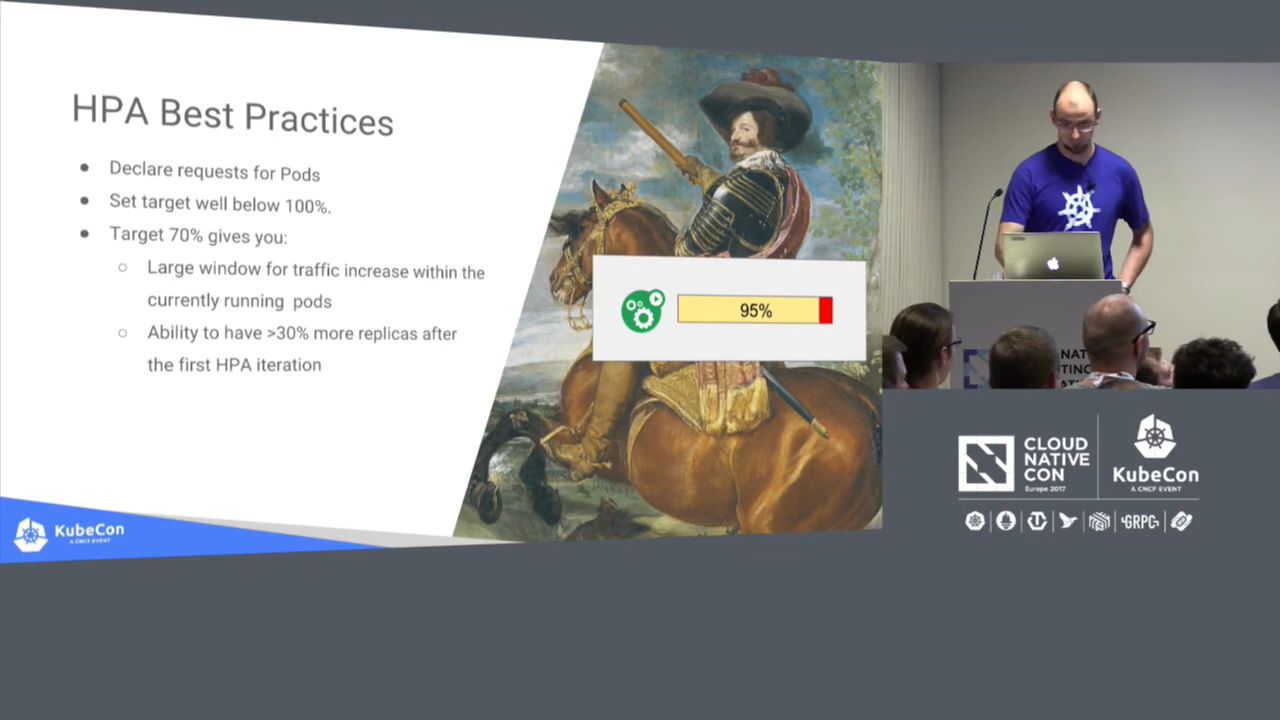 HPA Best Practices
● Declare requests for Pods
● Set target well below 100%.
● Target 70% gives you:
○ Large window for traffic increase within the
currently running pods
○ Ability to have >30% more replicas after
the first HPA iteration
95%
KubeCon
A CNCF EVENT
CLOUD
NATIVE
CON
Europe 2017
KubeCon
A CNCF EVENT
GRPC